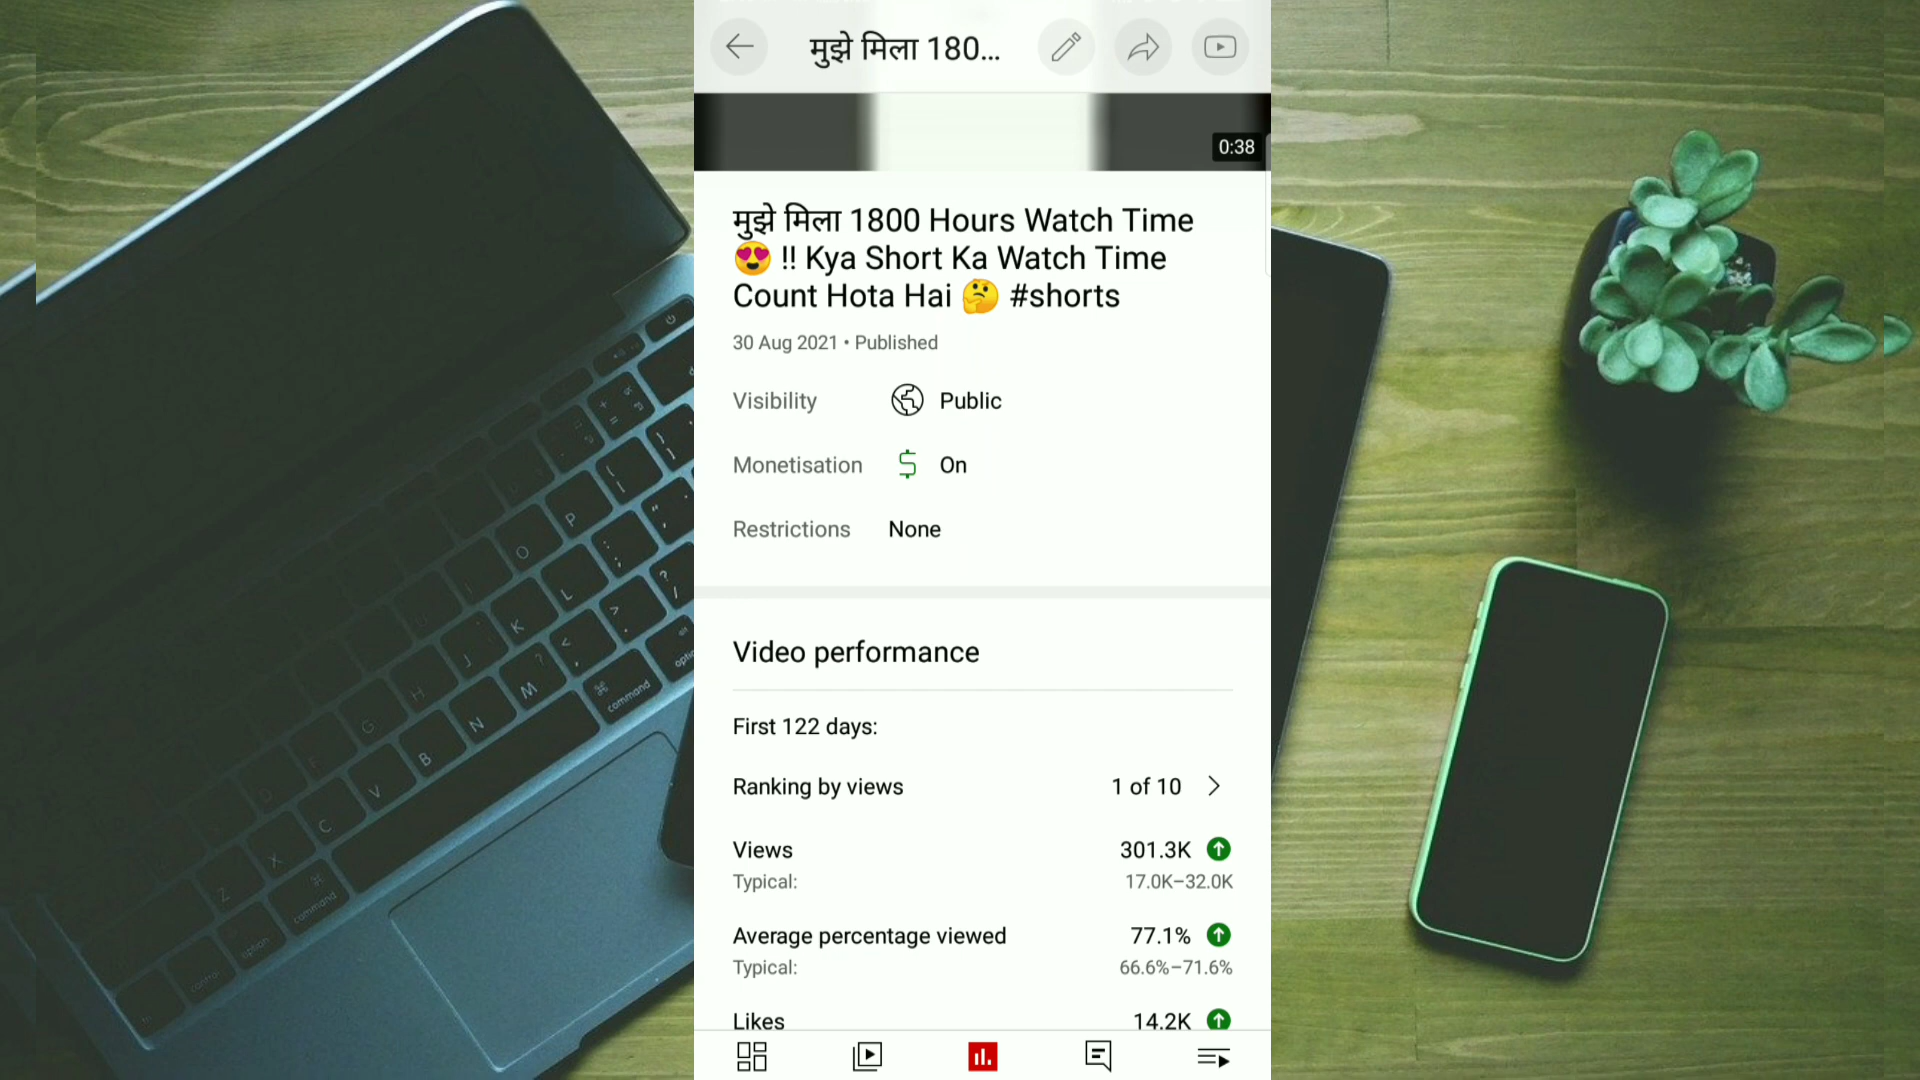 मुझे मिला 180...
0:38
मुझे मिला 1800 Hours Watch Time
😍 !! Kya Short Ka Watch Time
Count Hota Hai 🤔 #shorts
30 Aug 2021 • Published
Visibility Public
Monetisation On
Restrictions None
Video performance
First 122 days:
Ranking by views 1 of 10
Views 301.3K
Typical: 17.0K–32.0K
Average percentage viewed 77.1%
Typical: 66.6%–71.6%
Likes 14.2K
P
O
L
K
J
H
G
M
N
B
V
C
X
Z
command
option
command